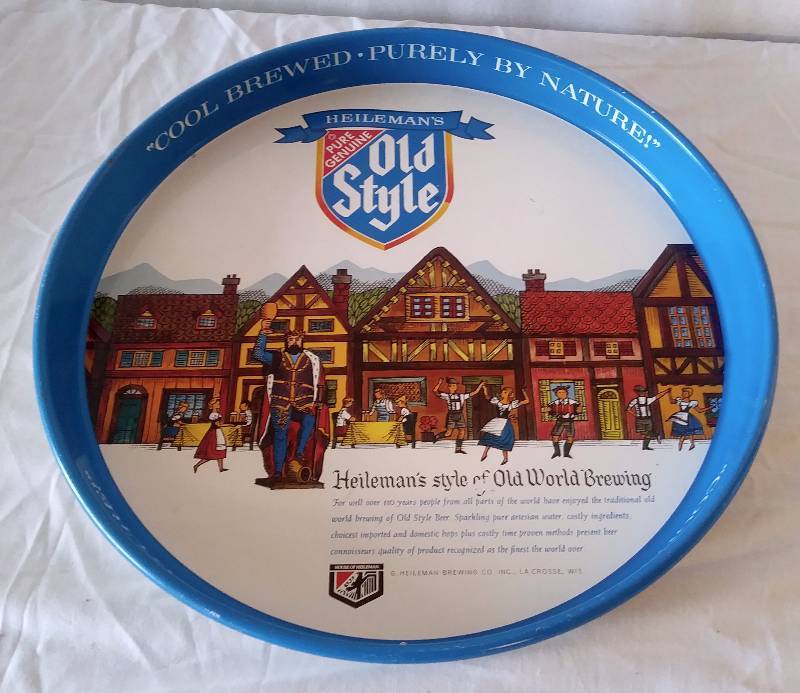 "COOL BREWED · PURELY BY NATURE!"
HEILEMAN'S
PURE
GENUINE
Old
Style
Heileman's style of Old World Brewing
For well over 110 years people from all parts of the world have enjoyed the traditional old
world brewing of Old Style Beer. Sparkling pure artesian water, costly ingredients,
choicest imported and domestic hops plus costly time proven methods present beer
connoisseurs quality of product recognized as the finest the world over
HOUSE OF HEILEMAN
G. HEILEMAN BREWING CO. INC., LA CROSSE, WIS.